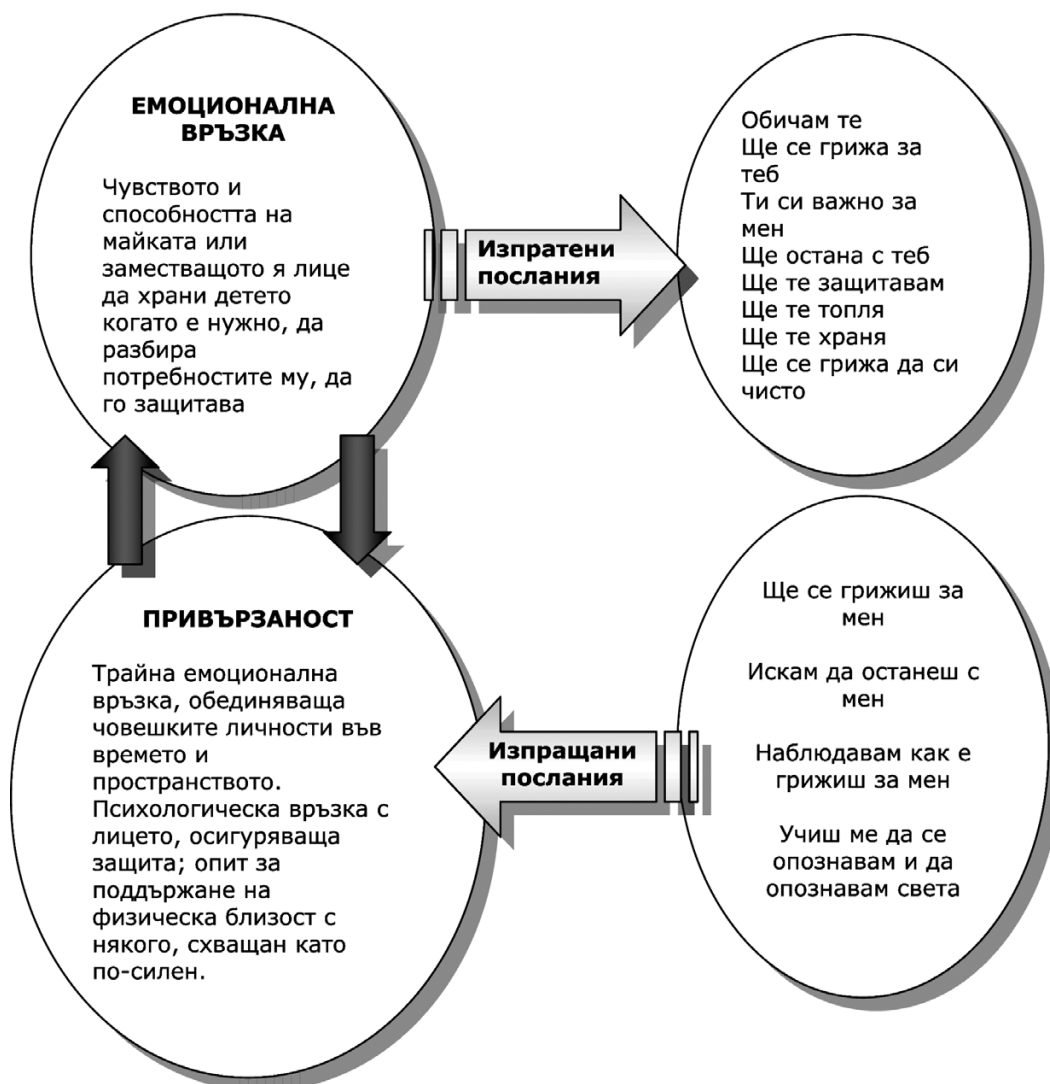 ЕМОЦИОНАЛНА
ВРЪЗКА
Чувството и
способността на
майката или
заместващото я лице
да храни детето
когато е нужно, да
разбира
потребностите му, да
го защитава
Изпратени
послания
Обичам те
Ще се грижа за
теб
Ти си важно за
мен
Ще остана с теб
Ще те защитавам
Ще те топля
Ще те храня
Ще се грижа да си
чисто
ПРИВЪРЗАНОСТ
Трайна емоционална
връзка, обединяваща
човешките личности във
времето и
пространството.
Психологическа връзка с
лицето, осигуряваща
защита; опит за
поддържане на
физическа близост с
някого, схващан като
по-силен.
Изпращани
послания
Ще се грижиш за
мен
Искам да останеш с
мен
Наблюдавам как е
грижиш за мен
Учиш ме да се
опознавам и да
опознавам света